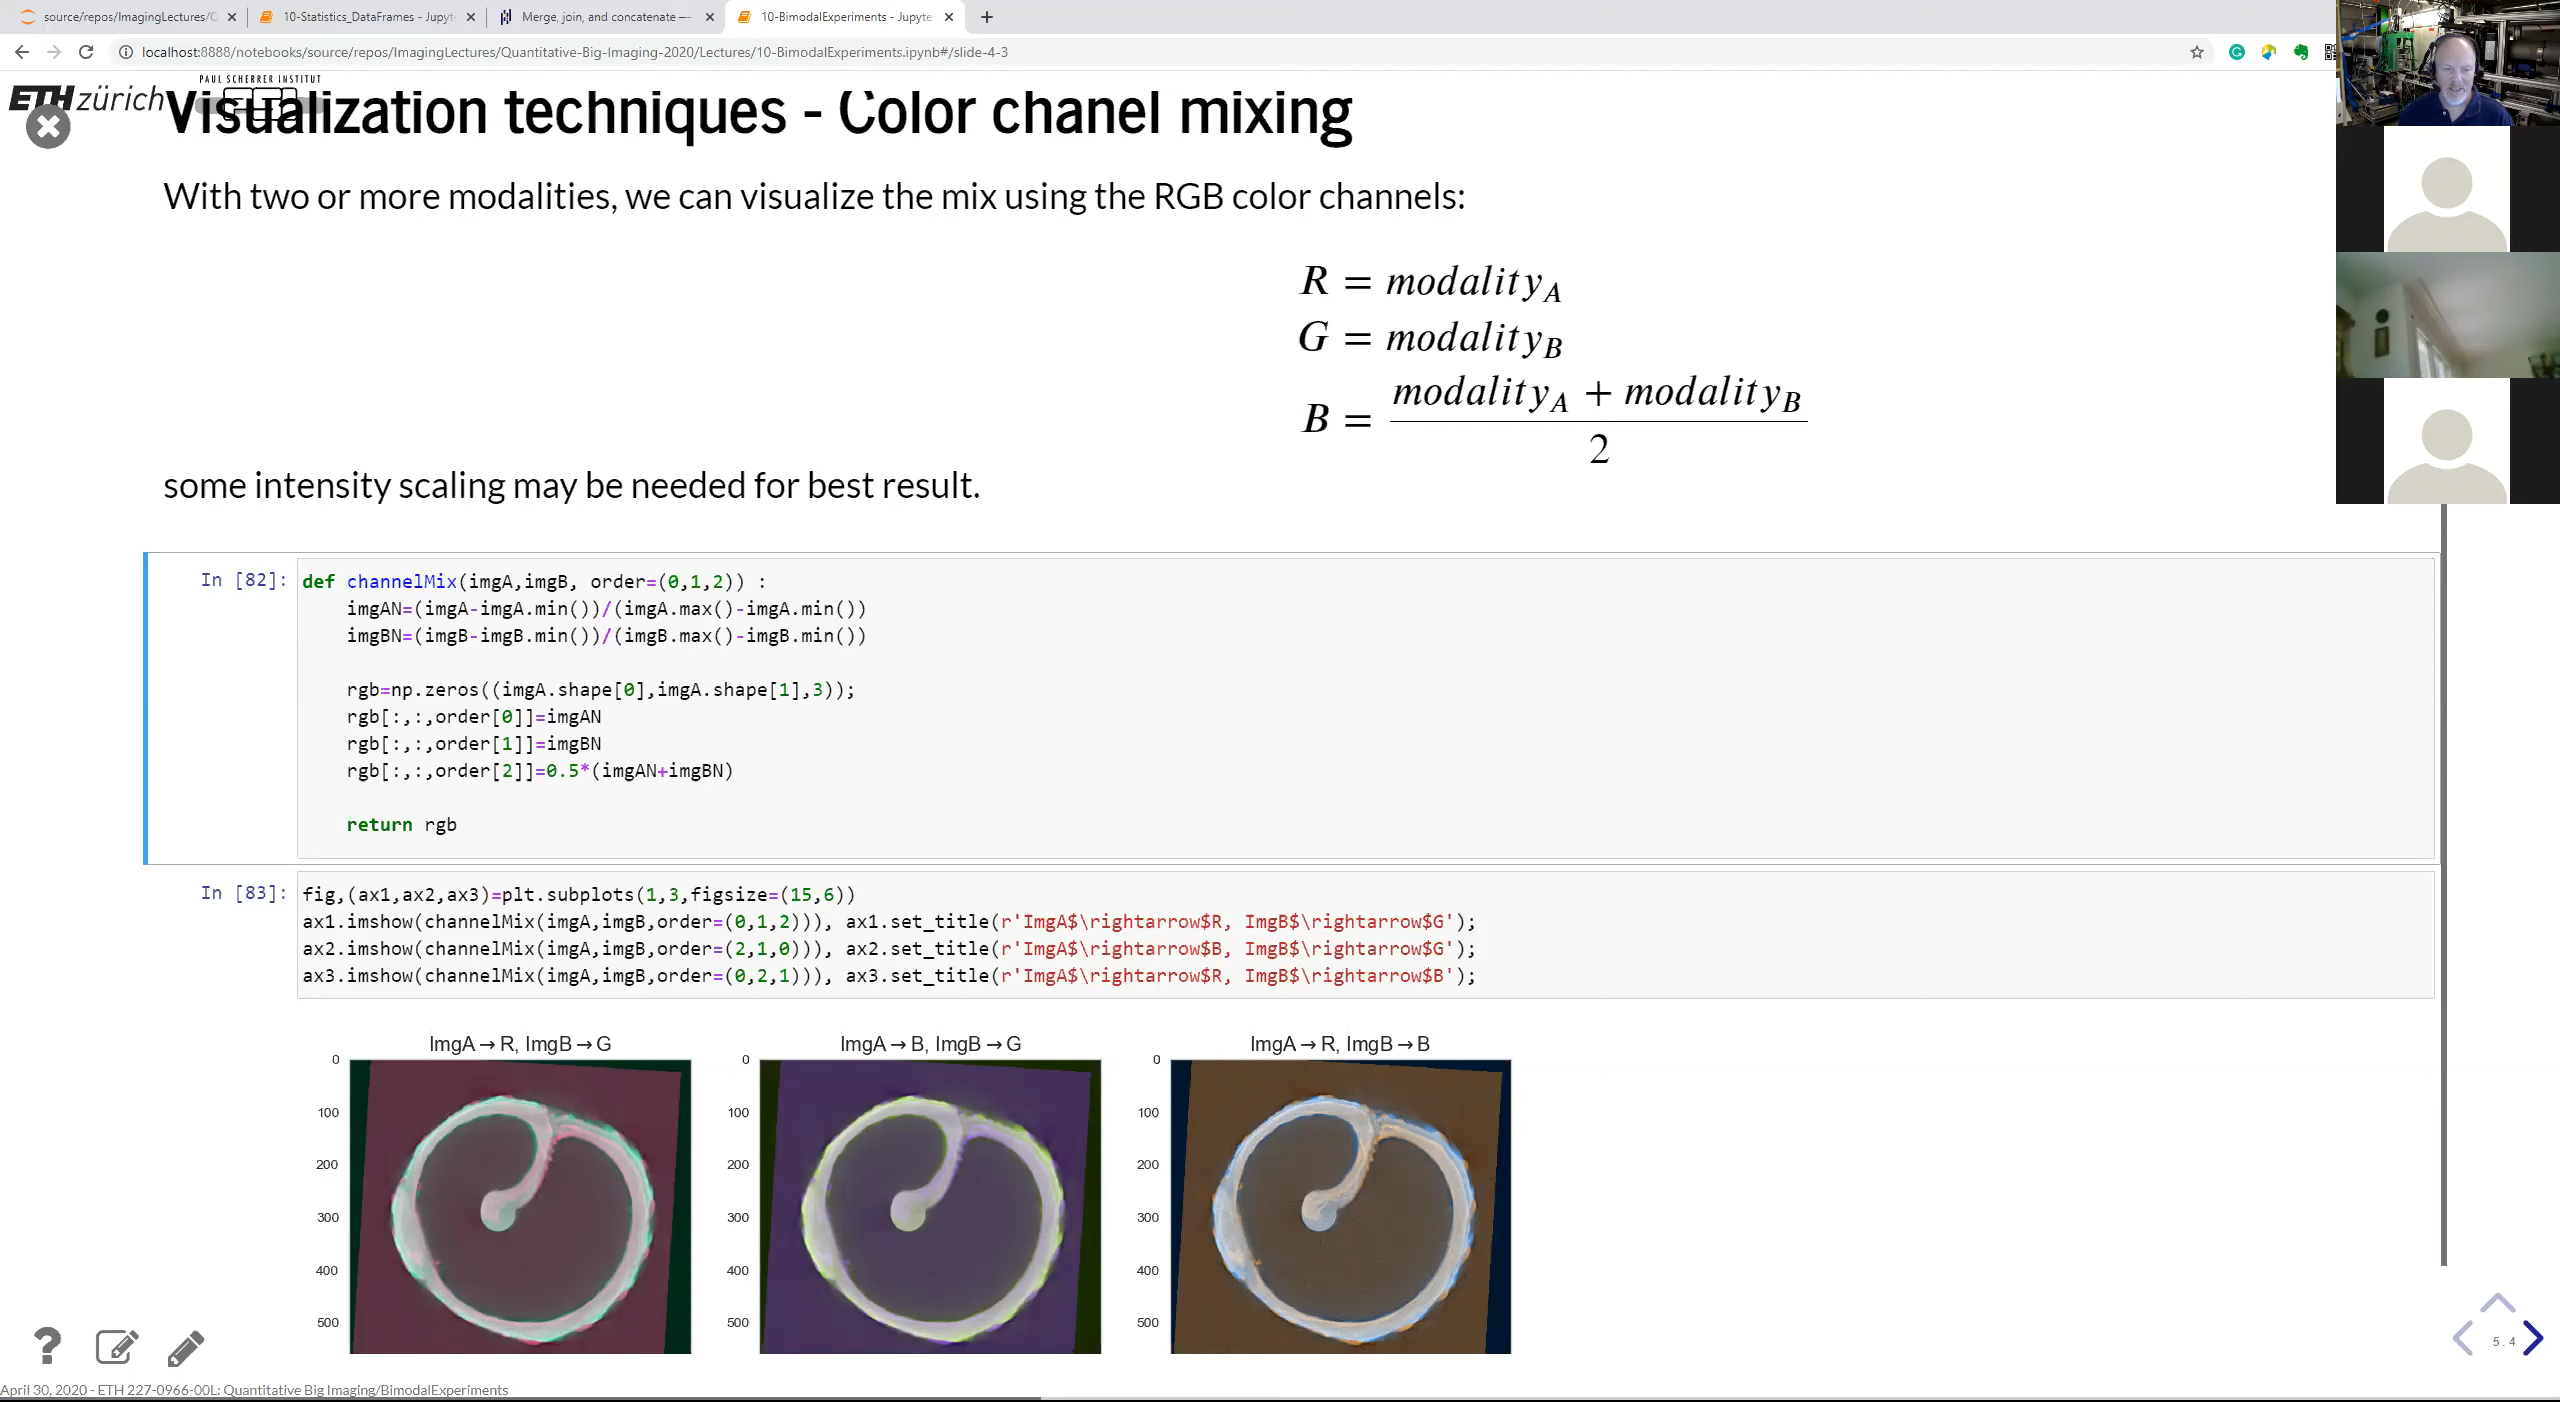 source/repos/ImagingLectures/Q
10-Statistics_DataFrames - Jupyt
Merge, join, and concatenate —
10-BimodalExperiments - Jupyte
localhost:8888/notebooks/source/repos/ImagingLectures/Quantitative-Big-Imaging-2020/Lectures/10-BimodalExperiments.ipynb#/slide-4-3
ETH zürich
PAUL SCHERRER INSTITUT
Visualization techniques - Color chanel mixing
With two or more modalities, we can visualize the mix using the RGB color channels:
R = modality_A
G = modality_B
B = (modality_A + modality_B) / 2
some intensity scaling may be needed for best result.
In [82]:
def channelMix(imgA,imgB, order=(0,1,2)) :
    imgAN=(imgA-imgA.min())/(imgA.max()-imgA.min())
    imgBN=(imgB-imgB.min())/(imgB.max()-imgB.min())
    rgb=np.zeros((imgA.shape[0],imgA.shape[1],3));
    rgb[:,:,order[0]]=imgAN
    rgb[:,:,order[1]]=imgBN
    rgb[:,:,order[2]]=0.5*(imgAN+imgBN)
    return rgb
In [83]:
fig,(ax1,ax2,ax3)=plt.subplots(1,3,figsize=(15,6))
ax1.imshow(channelMix(imgA,imgB,order=(0,1,2))), ax1.set_title(r'ImgA$\rightarrow$R, ImgB$\rightarrow$G');
ax2.imshow(channelMix(imgA,imgB,order=(2,1,0))), ax2.set_title(r'ImgA$\rightarrow$B, ImgB$\rightarrow$G');
ax3.imshow(channelMix(imgA,imgB,order=(0,2,1))), ax3.set_title(r'ImgA$\rightarrow$R, ImgB$\rightarrow$B');
ImgA → R, ImgB → G
0
100
200
300
400
500
ImgA → B, ImgB → G
0
100
200
300
400
500
ImgA → R, ImgB → B
0
100
200
300
400
500
?
5 . 4
April 30, 2020 - ETH 227-0966-00L: Quantitative Big Imaging/BimodalExperiments